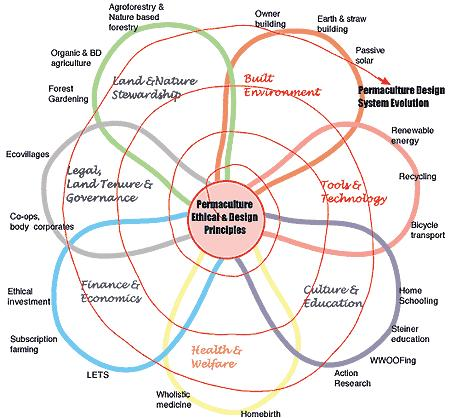 Agroforestry &
Nature based
forestry
Owner
building
Earth & straw
building
Passive
solar
Organic & BD
agriculture
Forest
Gardening
Land & Nature
Stewardship
Built
Environment
Permaculture Design
System Evolution
Renewable
energy
Recycling
Bicycle
transport
Ecovillages
Co-ops,
body corporates
Legal,
Land Tenure &
Governance
Tools &
Technology
Permaculture
Ethical & Design
Principles
Ethical
investment
Subscription
farming
LETS
Finance &
Economics
Culture &
Education
Home
Schooling
Steiner
education
WWOOFing
Action
Research
Health &
Welfare
Wholistic
medicine
Homebirth